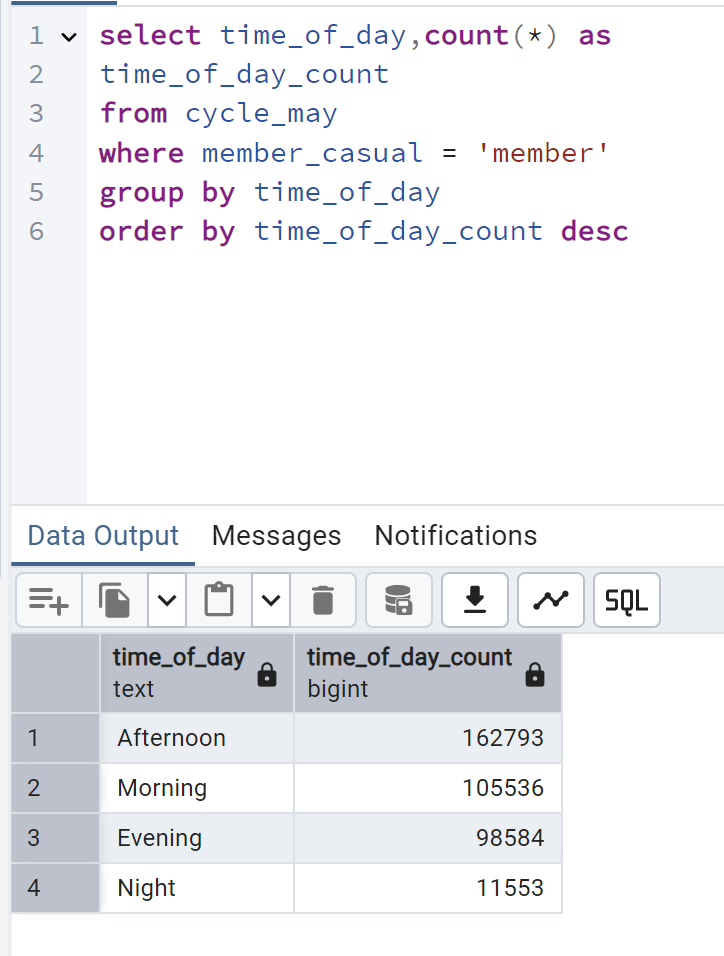 1 select time_of_day,count(*) as
2 time_of_day_count
3 from cycle_may
4 where member_casual = 'member'
5 group by time_of_day
6 order by time_of_day_count desc
Data Output Messages Notifications
SQL
time_of_day time_of_day_count
text bigint
1 Afternoon 162793
2 Morning 105536
3 Evening 98584
4 Night 11553